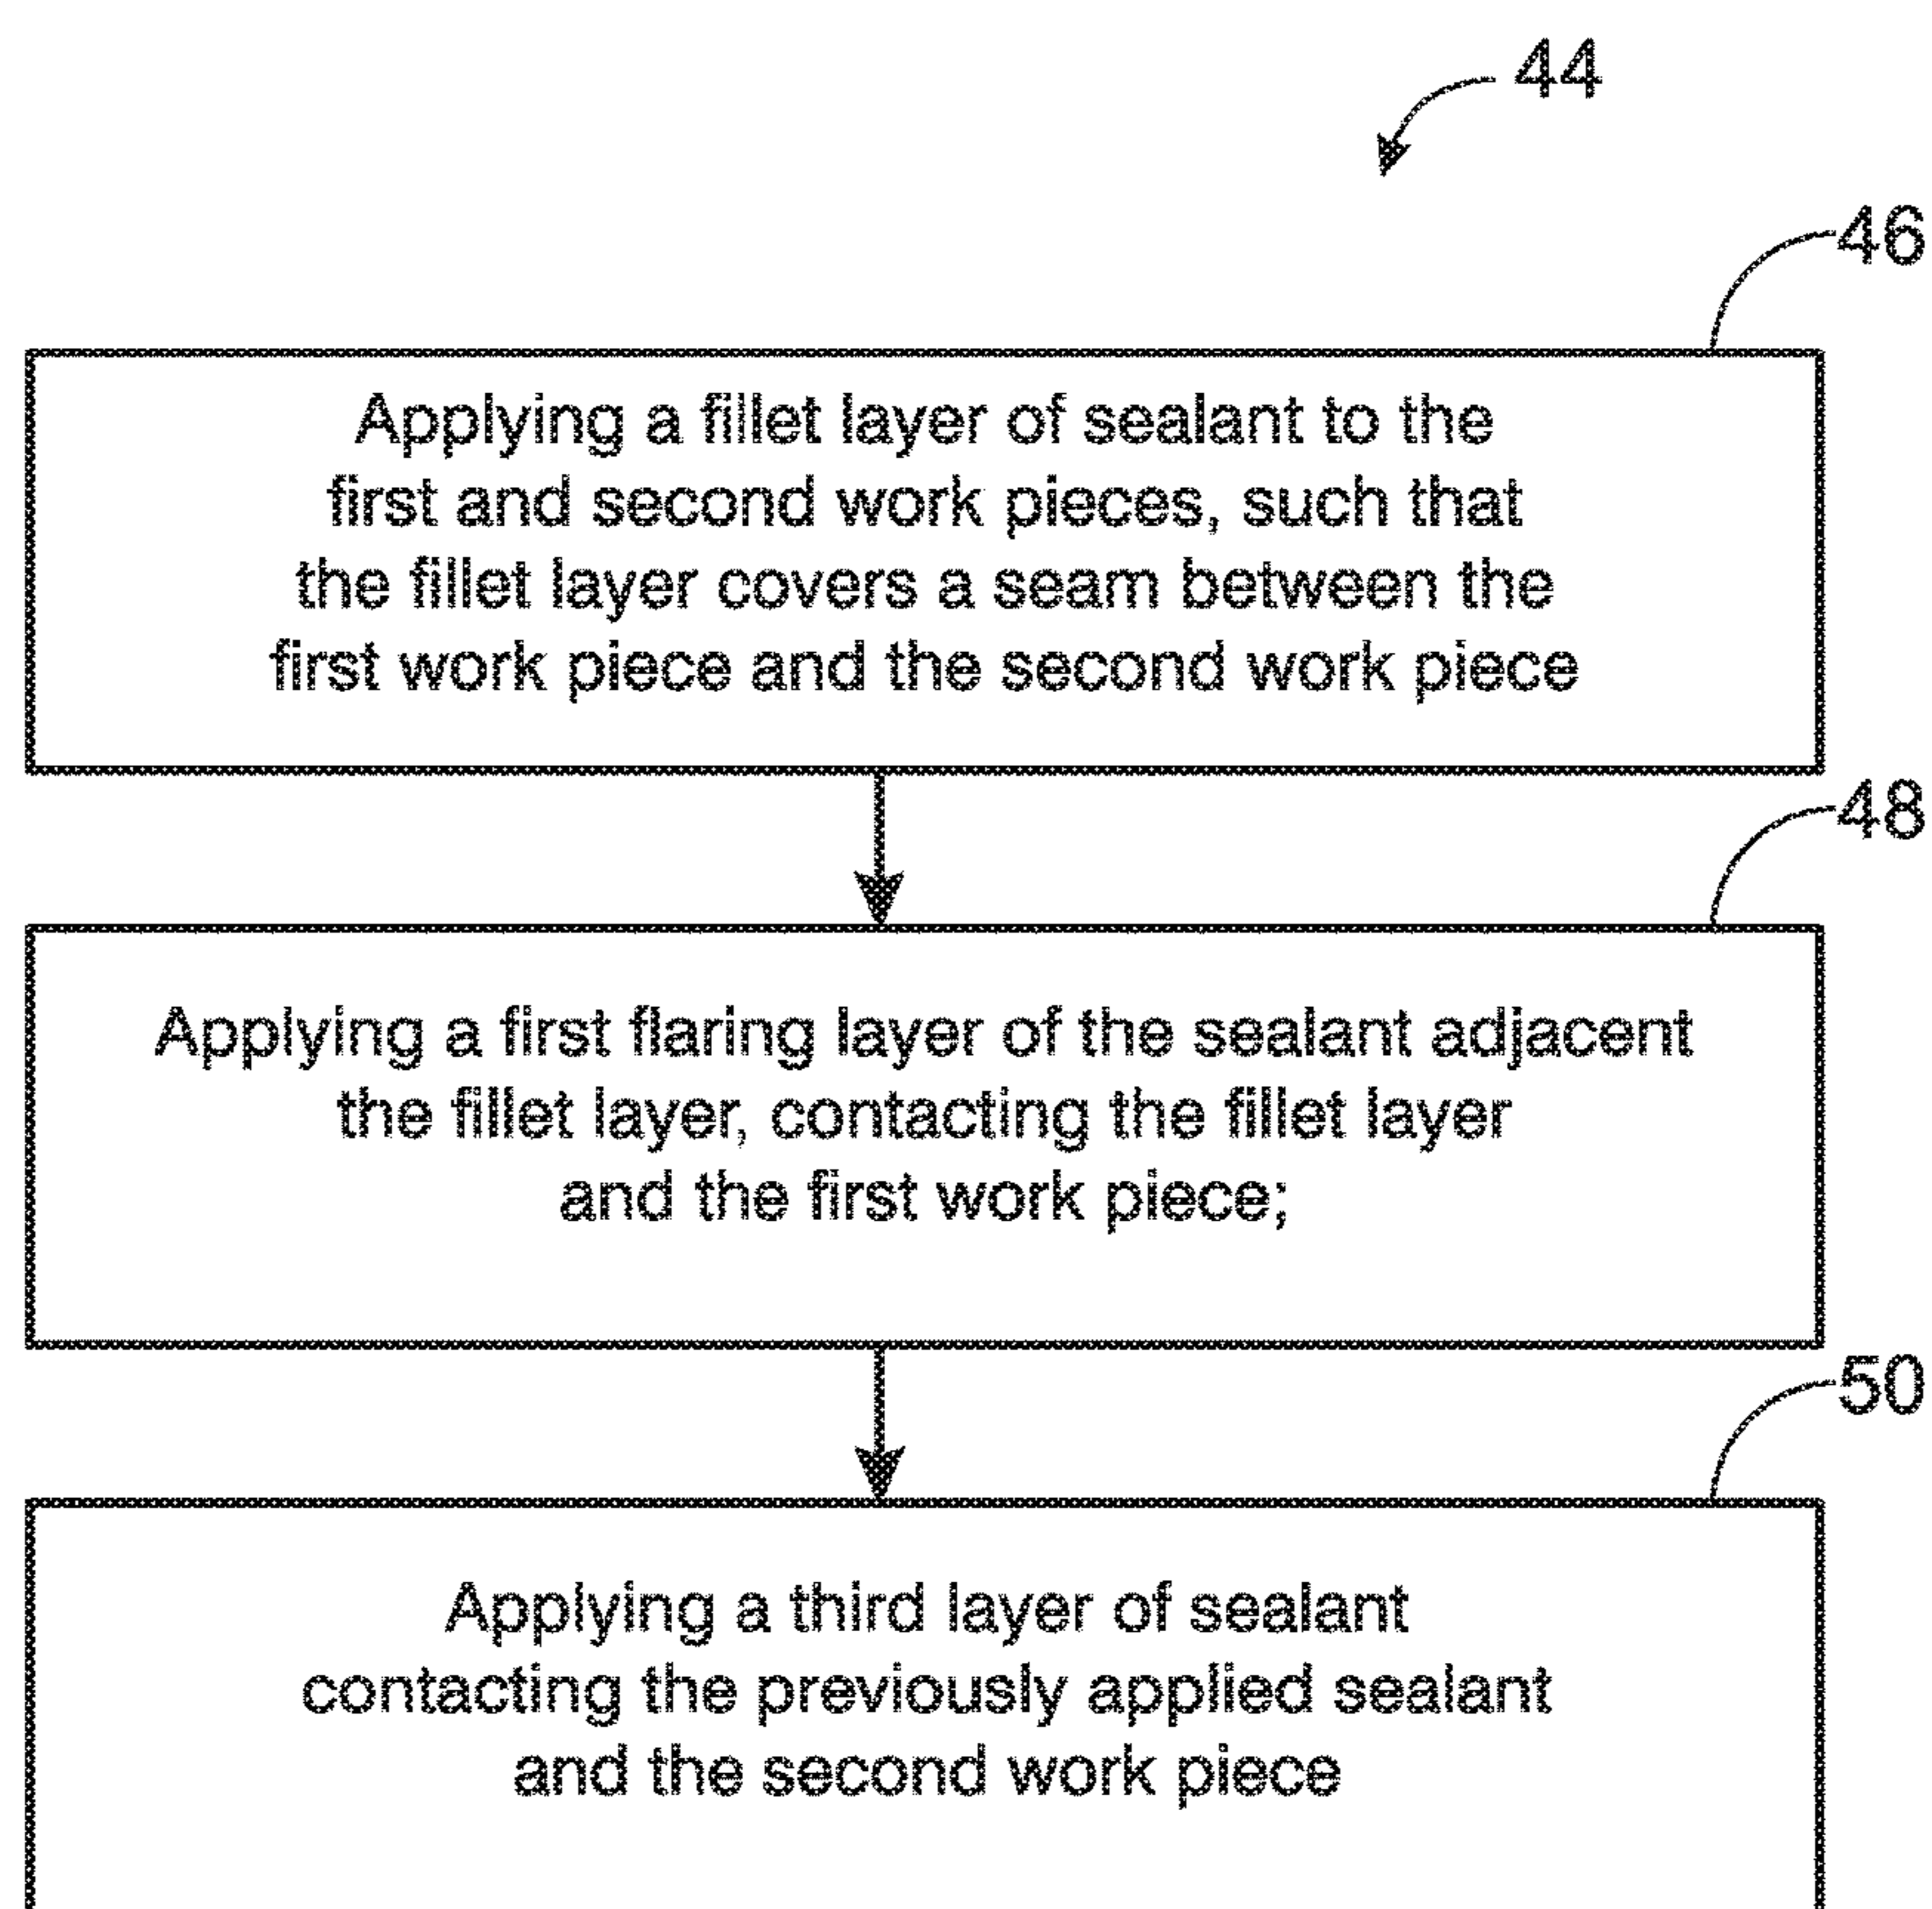 44
46
Applying a fillet layer of sealant to the
first and second work pieces, such that
the fillet layer covers a seam between the
first work piece and the second work piece
48
Applying a first flaring layer of the sealant adjacent
the fillet layer, contacting the fillet layer
and the first work piece;
50
Applying a third layer of sealant
contacting the previously applied sealant
and the second work piece